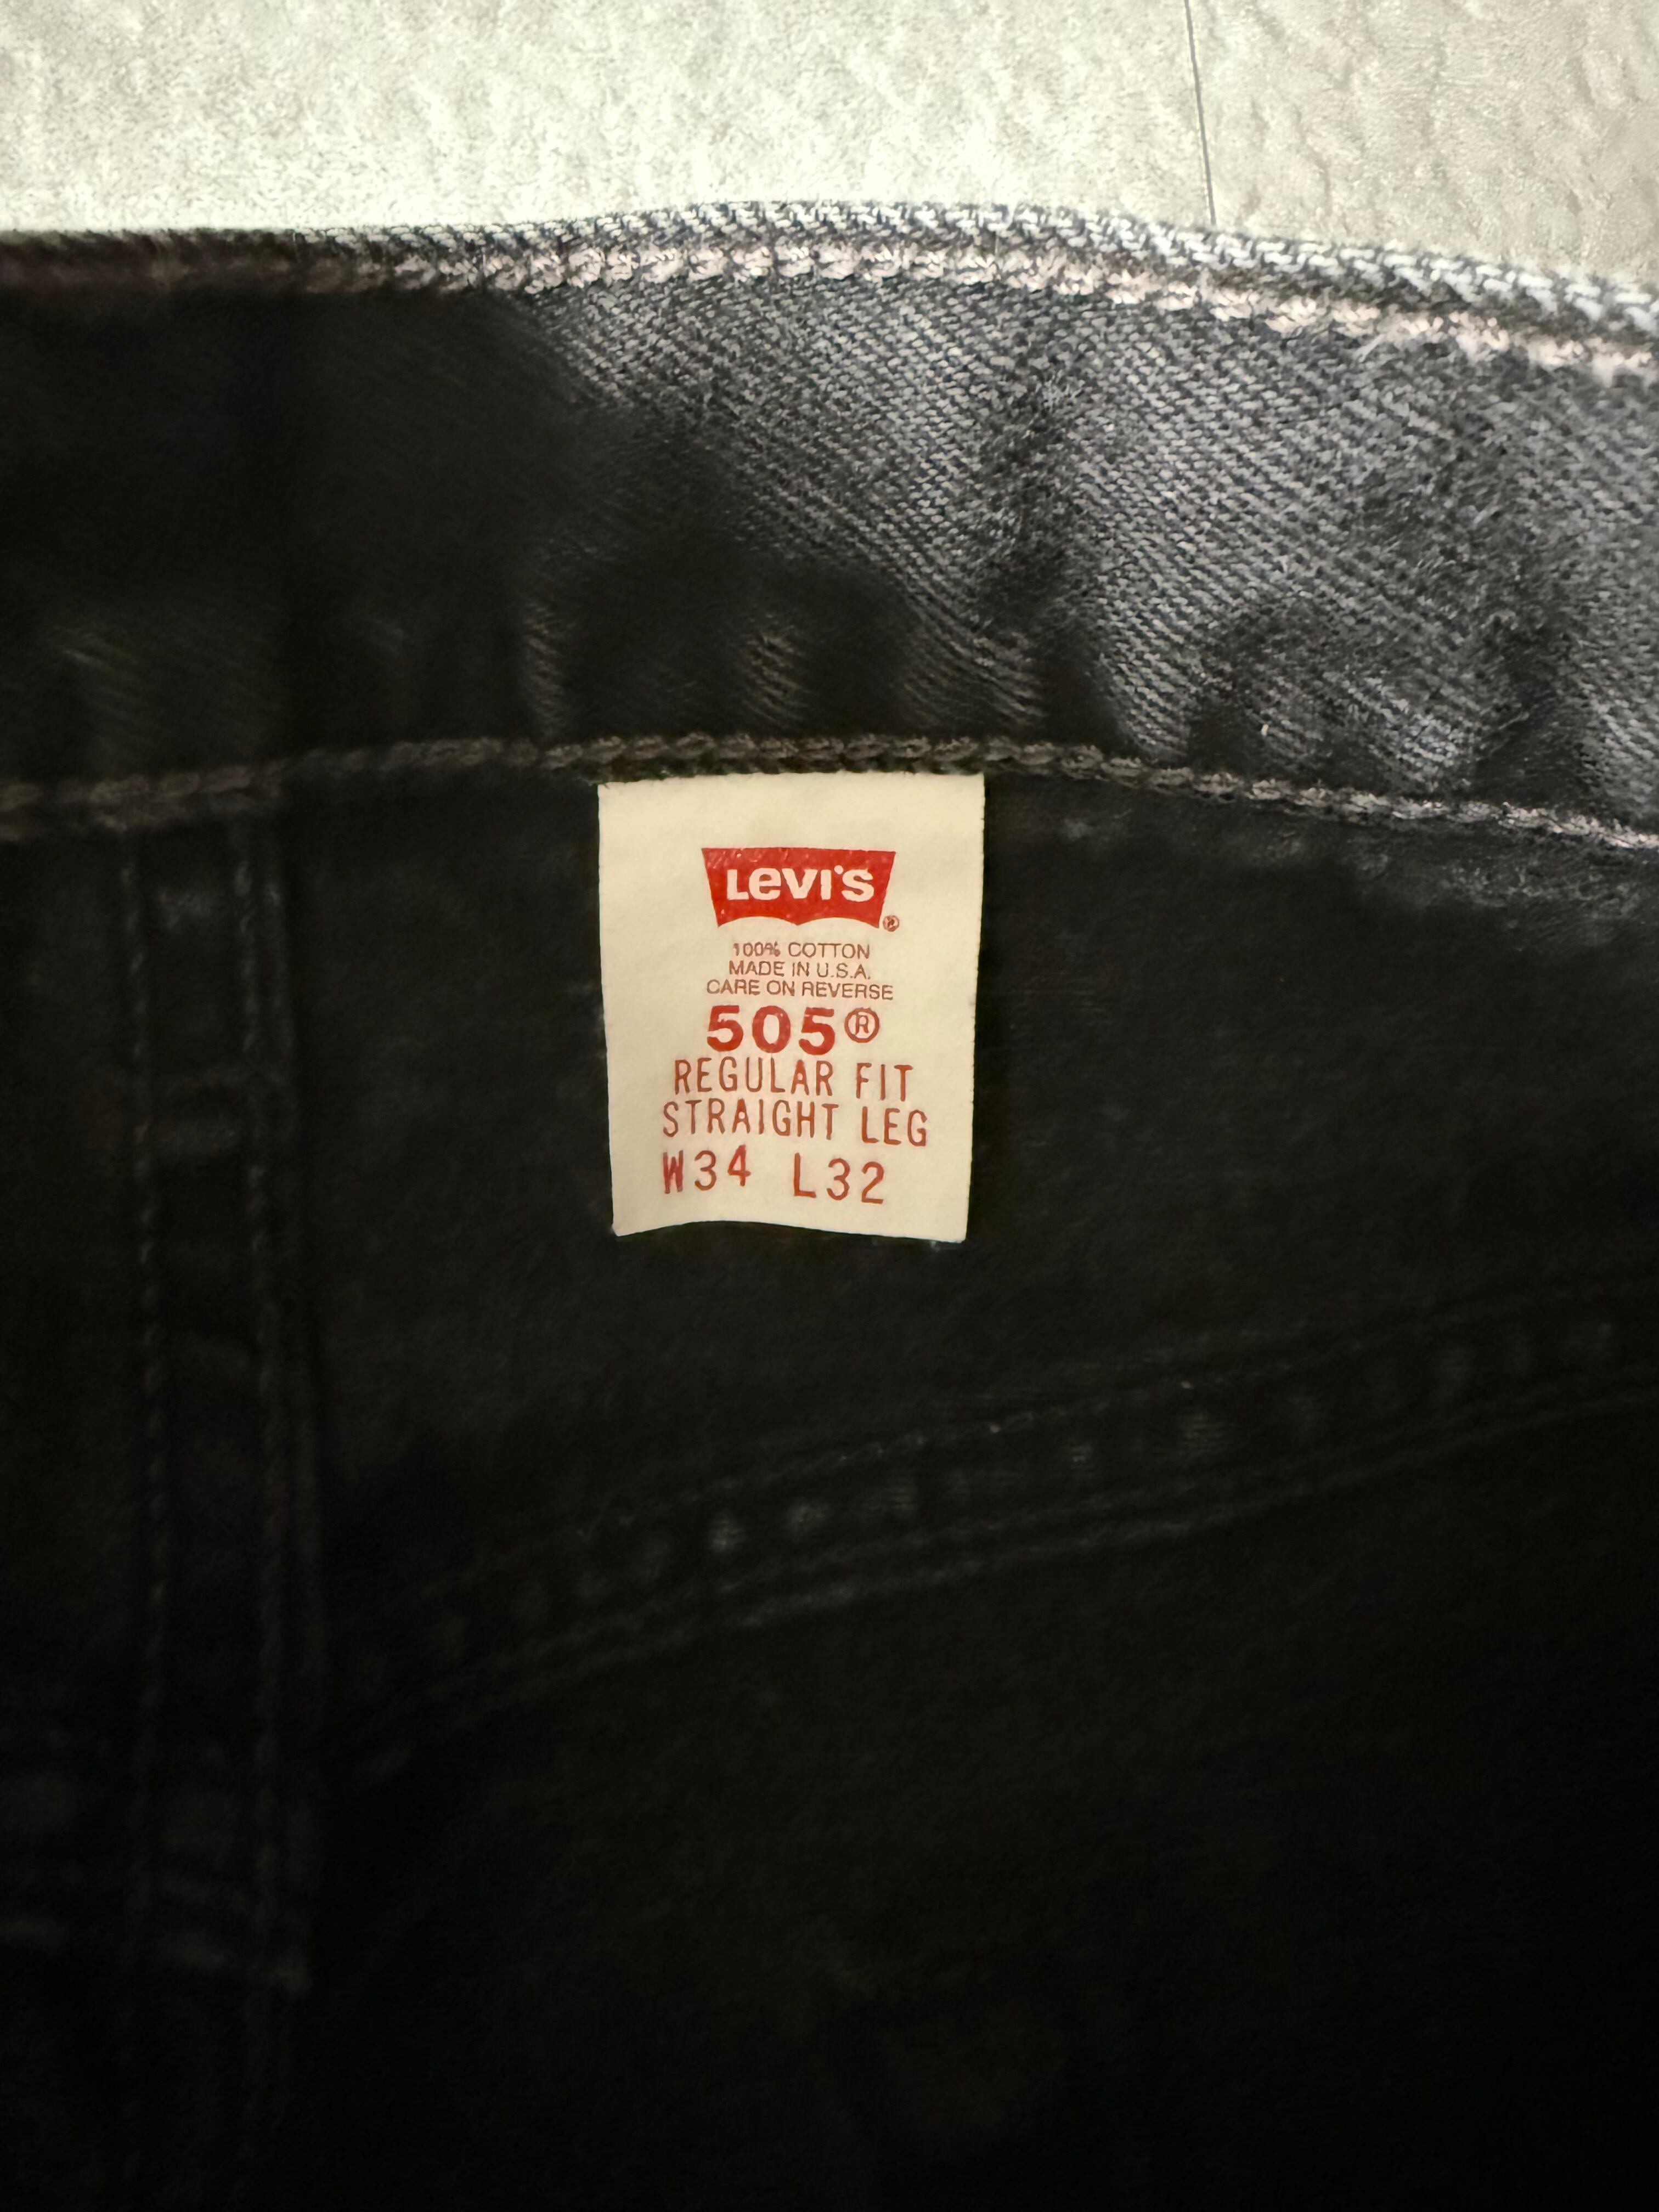 LEVI'S ®
100% COTTON
MADE IN U.S.A.
CARE ON REVERSE
505®
REGULAR FIT
STRAIGHT LEG
W34 L32